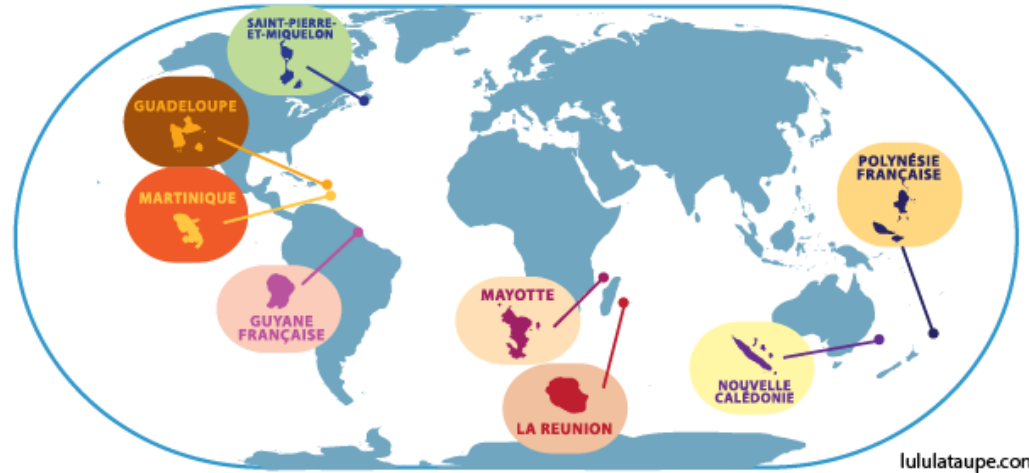 SAINT-PIERRE-
ET-MIQUELON
GUADELOUPE
MARTINIQUE
GUYANE
FRANÇAISE
MAYOTTE
LA REUNION
POLYNÉSIE
FRANÇAISE
NOUVELLE
CALÉDONIE
lululataupe.com